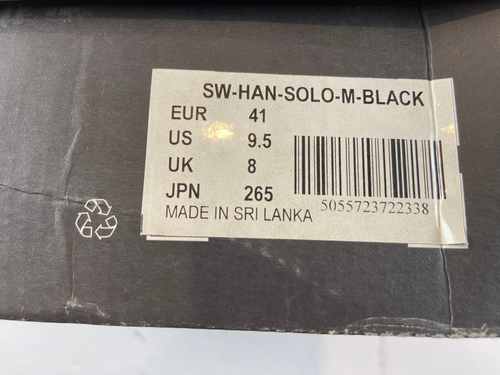 SW-HAN-SOLO-M-BLACK
EUR 41
US 9.5
UK 8
JPN 265
MADE IN SRI LANKA
5055723722338